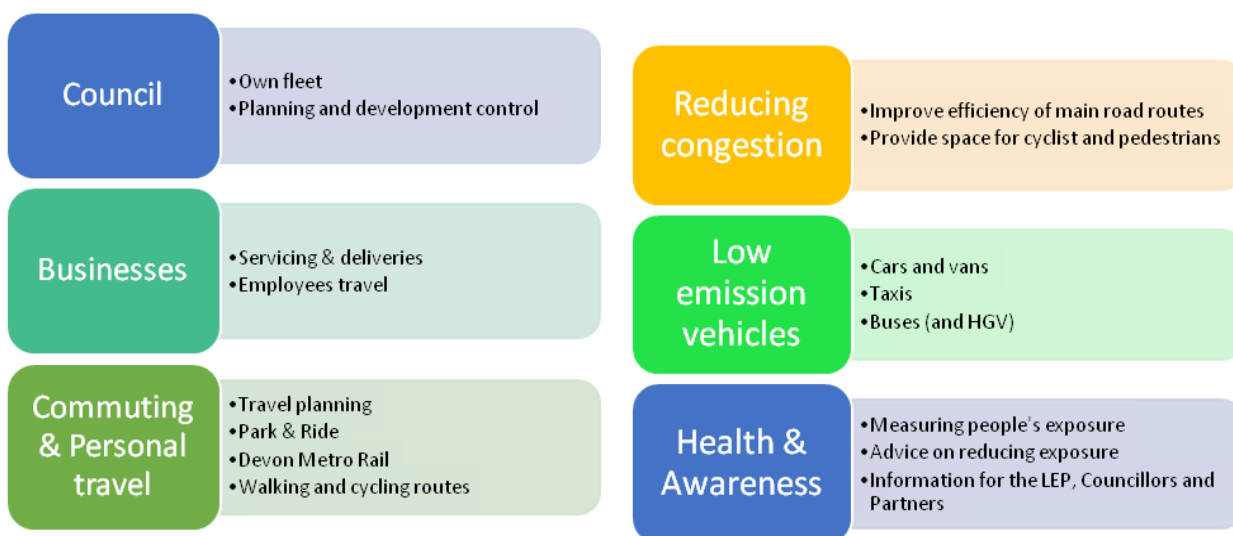 Council
•Own fleet
•Planning and development control
Businesses
•Servicing & deliveries
•Employees travel
Commuting
& Personal
travel
•Travel planning
•Park & Ride
•Devon Metro Rail
•Walking and cycling routes
Reducing
congestion
•Improve efficiency of main road routes
•Provide space for cyclist and pedestrians
Low
emission
vehicles
•Cars and vans
•Taxis
•Buses (and HGV)
Health &
Awareness
•Measuring people's exposure
•Advice on reducing exposure
•Information for the LEP, Councillors and
Partners